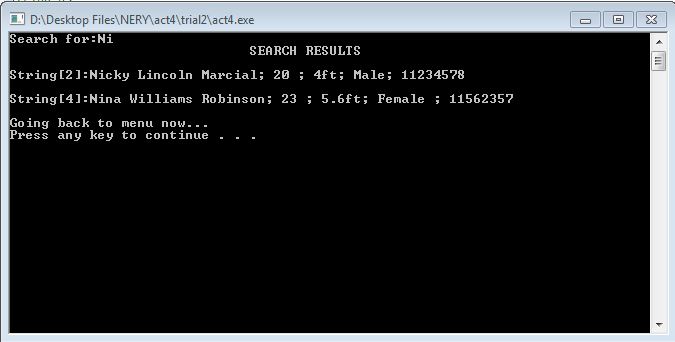 D:\Desktop Files\NERY\act4\trial2\act4.exe
Search for:Ni
SEARCH RESULTS
String[2]:Nicky Lincoln Marcial; 20 ; 4ft; Male; 11234578
String[4]:Nina Williams Robinson; 23 ; 5.6ft; Female ; 11562357
Going back to menu now...
Press any key to continue . . .